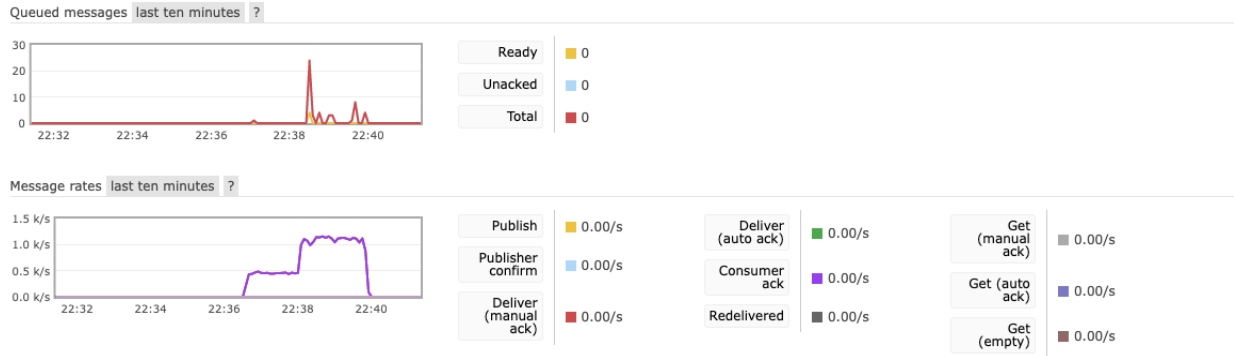 Queued messages last ten minutes ?
30
20
10
0
22:32 22:34 22:36 22:38 22:40
Ready 0
Unacked 0
Total 0
Message rates last ten minutes ?
1.5 k/s
1.0 k/s
0.5 k/s
0.0 k/s
22:32 22:34 22:36 22:38 22:40
Publish 0.00/s
Publisher
confirm 0.00/s
Deliver
(manual
ack) 0.00/s
Deliver
(auto ack) 0.00/s
Consumer
ack 0.00/s
Redelivered 0.00/s
Get
(manual
ack) 0.00/s
Get (auto
ack) 0.00/s
Get
(empty) 0.00/s